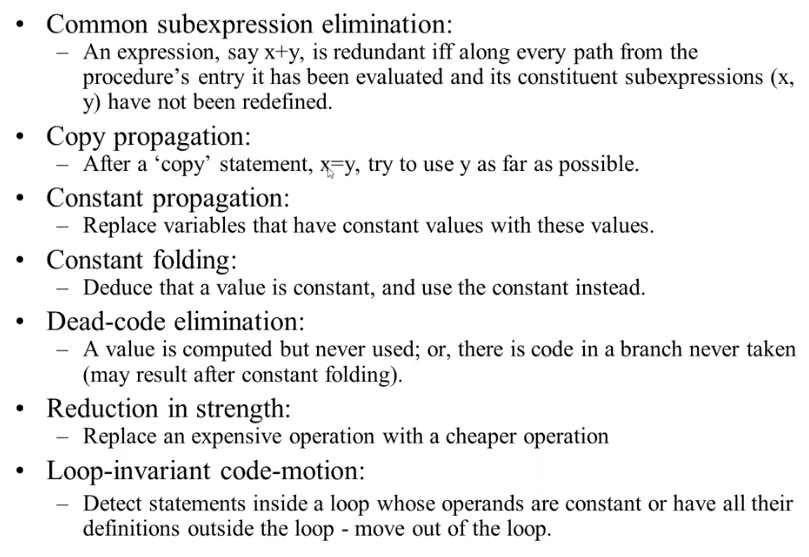 • Common subexpression elimination:
– An expression, say x+y, is redundant iff along every path from the
procedure’s entry it has been evaluated and its constituent subexpressions (x,
y) have not been redefined.
• Copy propagation:
– After a ‘copy’ statement, x=y, try to use y as far as possible.
• Constant propagation:
– Replace variables that have constant values with these values.
• Constant folding:
– Deduce that a value is constant, and use the constant instead.
• Dead-code elimination:
– A value is computed but never used; or, there is code in a branch never taken
(may result after constant folding).
• Reduction in strength:
– Replace an expensive operation with a cheaper operation
• Loop-invariant code-motion:
– Detect statements inside a loop whose operands are constant or have all their
definitions outside the loop - move out of the loop.